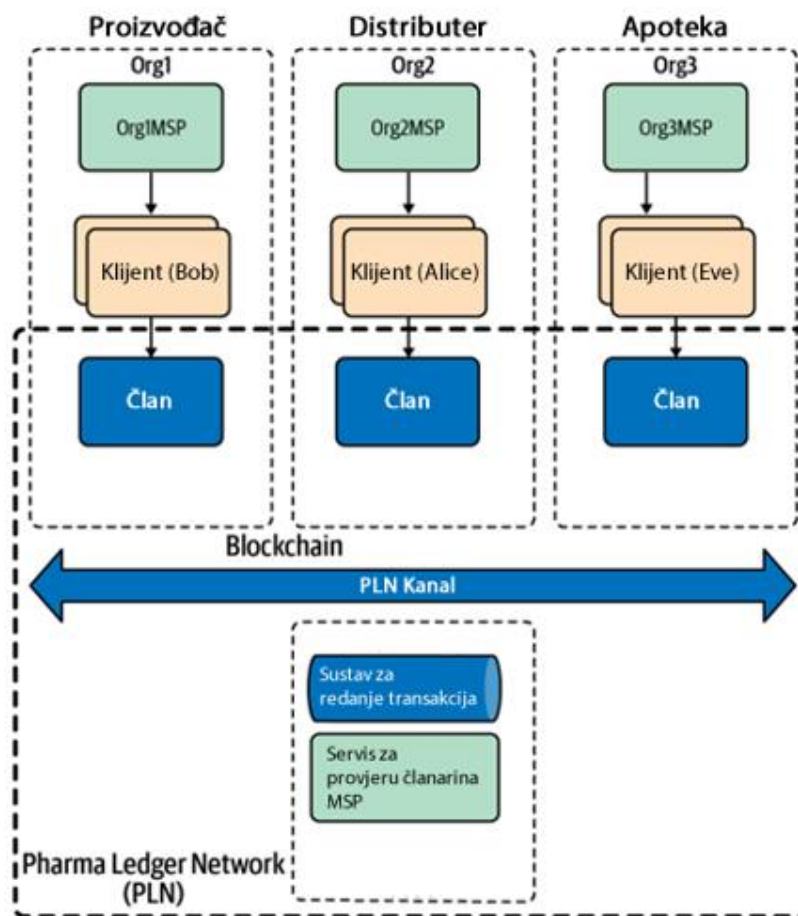 Proizvođač
Distributer
Apoteka
Org1
Org2
Org3
Org1MSP
Org2MSP
Org3MSP
Klijent (Bob)
Klijent (Alice)
Klijent (Eve)
Član
Član
Član
Blockchain
PLN Kanal
Sustav za
redanje transakcija
Servis za
provjeru članarina
MSP
Pharma Ledger Network
(PLN)